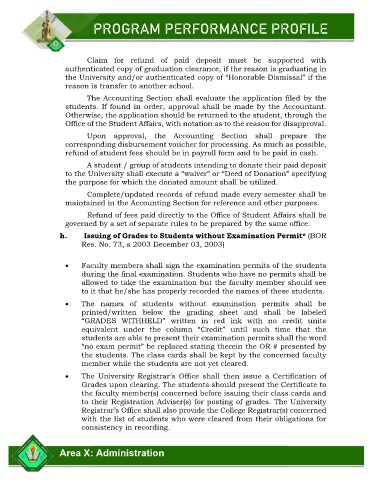 PROGRAM PERFORMANCE PROFILE
Claim for refund of paid deposit must be supported with
authenticated copy of graduation clearance, if the reason is graduating in
the University and/or authenticated copy of “Honorable Dismissal” if the
reason is transfer to another school.
The Accounting Section shall evaluate the application filed by the
students. If found in order, approval shall be made by the Accountant.
Otherwise, the application should be returned to the student, through the
Office of the Student Affairs, with notation as to the reason for disapproval.
Upon approval, the Accounting Section shall prepare the
corresponding disbursement voucher for processing. As much as possible,
refund of student fees should be in payroll form and to be paid in cash.
A student / group of students intending to donate their paid deposit
to the University shall execute a “waiver” or “Deed of Donation” specifying
the purpose for which the donated amount shall be utilized.
Complete/updated records of refund made every semester shall be
maintained in the Accounting Section for reference and other purposes.
Refund of fees paid directly to the Office of Student Affairs shall be
governed by a set of separate rules to be prepared by the same office.
h. Issuing of Grades to Students without Examination Permit* (BOR
Res. No. 73, s 2003 December 03, 2003)
• Faculty members shall sign the examination permits of the students
during the final examination. Students who have no permits shall be
allowed to take the examination but the faculty member should see
to it that he/she has properly recorded the names of these students.
• The names of students without examination permits shall be
printed/written below the grading sheet and shall be labeled
“GRADES WITHHELD” written in red ink with no credit units
equivalent under the column “Credit” until such time that the
students are able to present their examination permits shall the word
“no exam permit” be replaced stating therein the OR # presented by
the students. The class cards shall be kept by the concerned faculty
member while the students are not yet cleared.
• The University Registrar’s Office shall then issue a Certification of
Grades upon clearing. The students should present the Certificate to
the faculty member(s) concerned before issuing their class cards and
to their Registration Adviser(s) for posting of grades. The University
Registrar’s Office shall also provide the College Registrar(s) concerned
with the list of students who were cleared from their obligations for
consistency in recording.
Area X: Administration